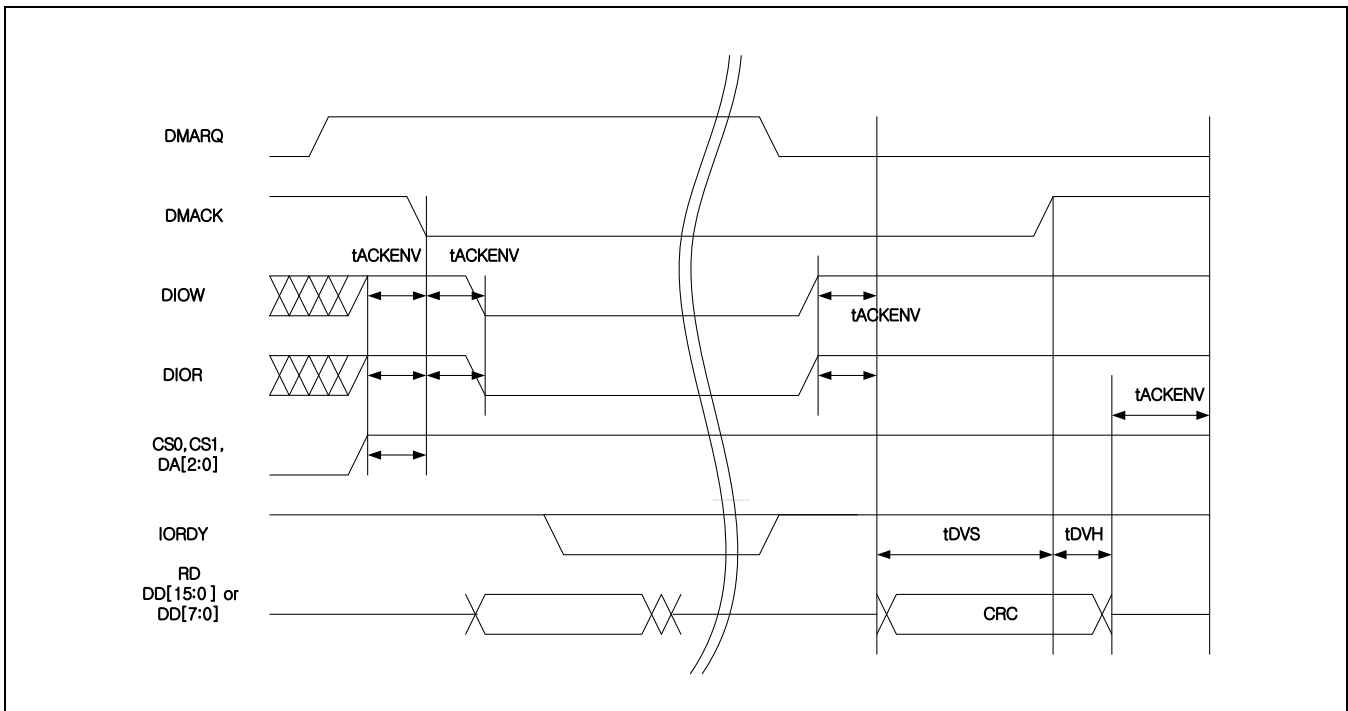 DMARQ
DMACK
tACKENV tACKENV
DIOW
tACKENV
DIOR
tACKENV
CS0, CS1,
DA[2:0]
IORDY
tDVS tDVH
RD
DD[15:0] or
DD[7:0]
CRC